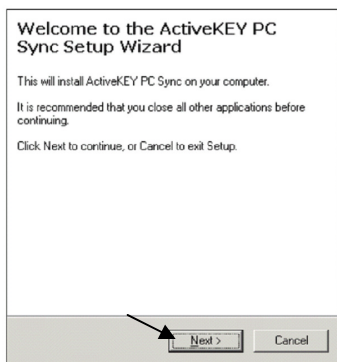 Welcome to the ActiveKEY PC
Sync Setup Wizard
This will install ActiveKEY PC Sync on your computer.
It is recommended that you close all other applications before
continuing.
Click Next to continue, or Cancel to exit Setup.
Next >
Cancel